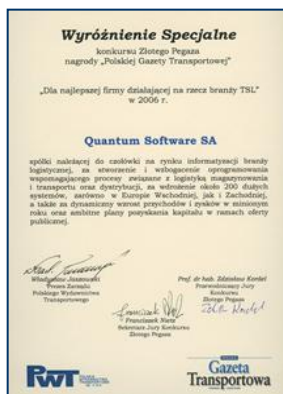 Wyróżnienie Specjalne
konkursu Złotego Pegaza
nagrody „Polskiej Gazety Transportowej”
„Dla najlepszej firmy działającej na rzecz branży TSL”
w 2006 r.
Quantum Software SA
spółki należącej do czołówki na rynku informatyzacji branży
logistycznej, za stworzenie i wzbogacenie oprogramowania
wspomagającego procesy związane z logistyką magazynowania
i transportu oraz dystrybucji, za wdrożenie około 200 dużych
systemów, zarówno w Europie Wschodniej, jak i Zachodniej,
a także za dynamiczny wzrost przychodów i zysków w minionym
roku oraz ambitne plany pozyskania kapitału w ramach oferty
publicznej.
Prezes Zarządu
Polskiego Wydawnictwa
Transportowego
Prof. dr hab. Zdzisław Kordel
Przewodniczący Jury
Konkursu
Złotego Pegaza
Franciszek
Sekretarz Jury Konkursu
Złotego Pegaza
PWT
Gazeta
Transportowa